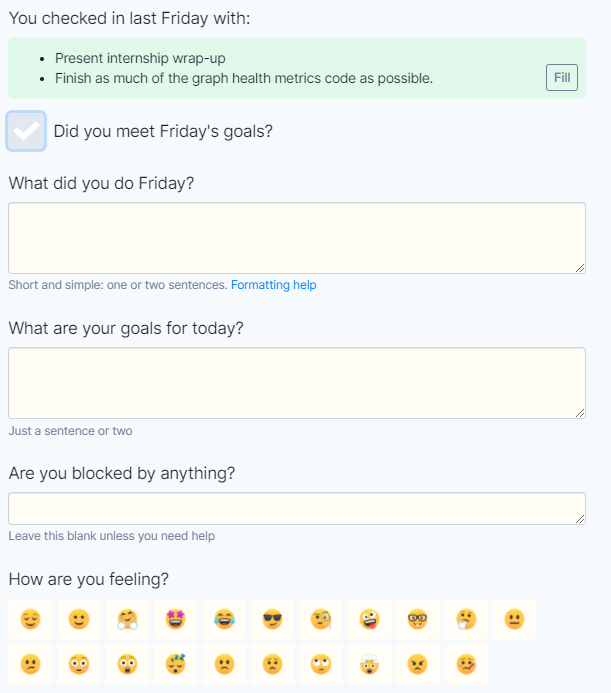 You checked in last Friday with:
• Present internship wrap-up
• Finish as much of the graph health metrics code as possible.
Fill
Did you meet Friday's goals?
What did you do Friday?
Short and simple: one or two sentences. Formatting help
What are your goals for today?
Just a sentence or two
Are you blocked by anything?
Leave this blank unless you need help
How are you feeling?